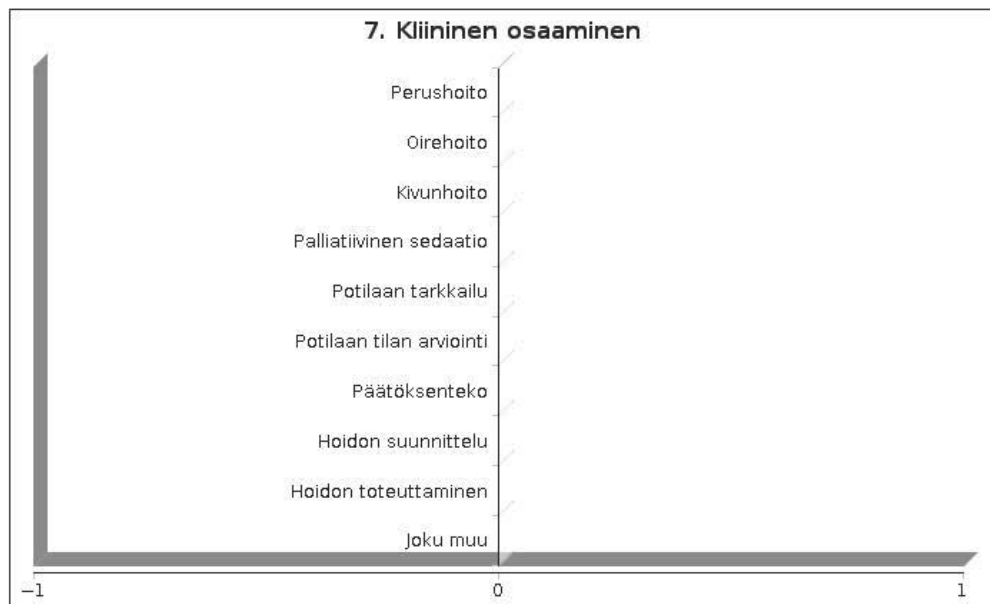 7. Kliininen osaaminen
Perushoito
Oirehoito
Kivunhoito
Palliatiivinen sedaatio
Potilaan tarkkailu
Potilaan tilan arviointi
Päätöksenteko
Hoidon suunnittelu
Hoidon toteuttaminen
Joku muu
−1 0 1